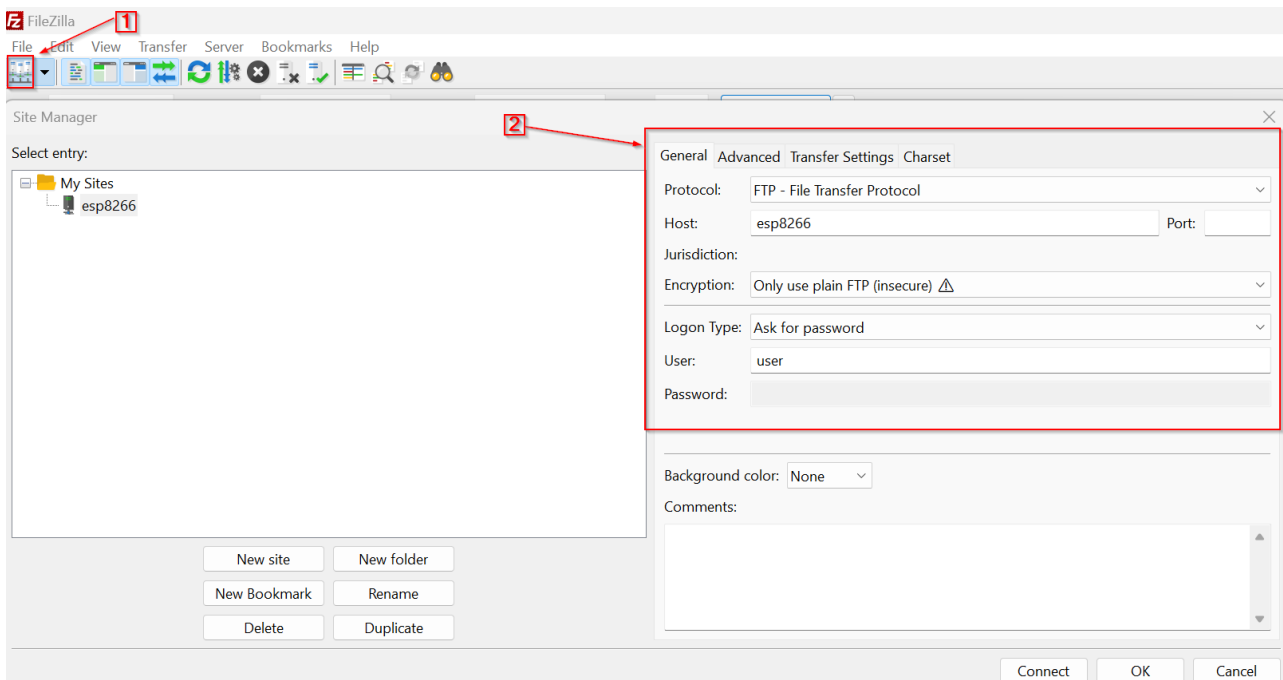 FileZilla
1
File Edit View Transfer Server Bookmarks Help
Site Manager
2
Select entry:
My Sites
esp8266
General Advanced Transfer Settings Charset
Protocol: FTP - File Transfer Protocol
Host: esp8266 Port:
Jurisdiction:
Encryption: Only use plain FTP (insecure) ⚠
Logon Type: Ask for password
User: user
Password:
Background color: None
Comments:
New site New folder
New Bookmark Rename
Delete Duplicate
Connect OK Cancel